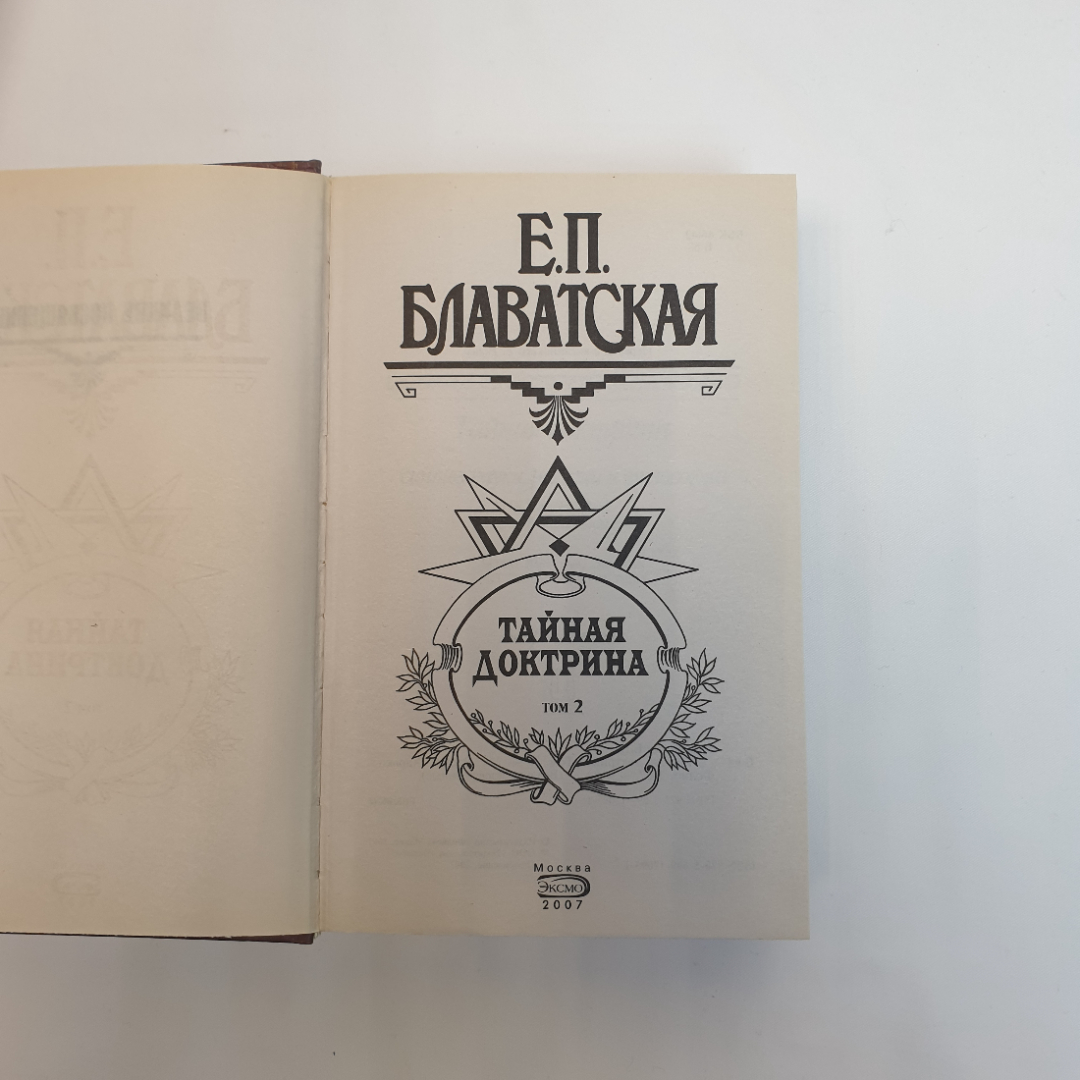 Е.П.
БЛАВАТСКАЯ
ТАЙНАЯ
ДОКТРИНА
ТОМ 2
Москва
ЭКСМО
2007